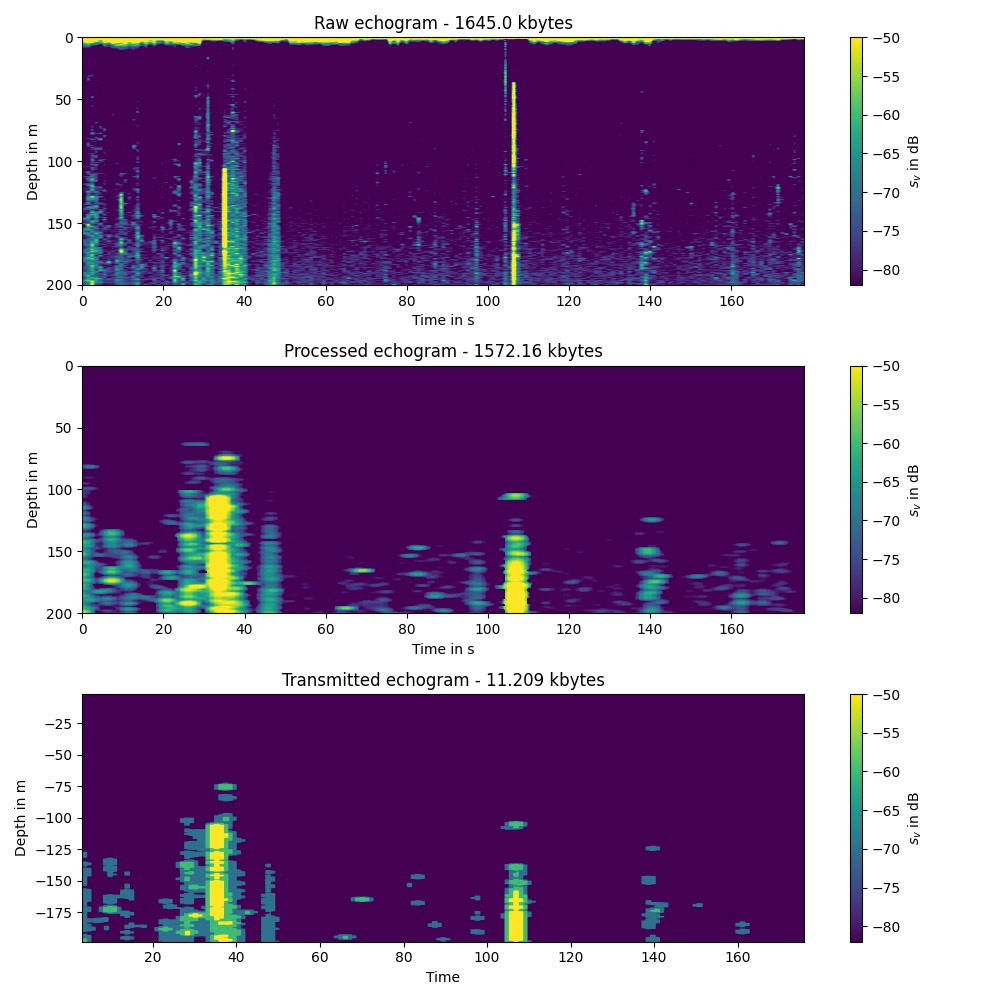 Raw echogram - 1645.0 kbytes
0
50
100
150
200
Depth in m
0 20 40 60 80 100 120 140 160
Time in s
−50
−55
−60
−65
−70
−75
−80
sv in dB
Processed echogram - 1572.16 kbytes
0
50
100
150
200
Depth in m
0 20 40 60 80 100 120 140 160
Time in s
−50
−55
−60
−65
−70
−75
−80
sv in dB
Transmitted echogram - 11.209 kbytes
−25
−50
−75
−100
−125
−150
−175
Depth in m
20 40 60 80 100 120 140 160
Time
−50
−55
−60
−65
−70
−75
−80
sv in dB